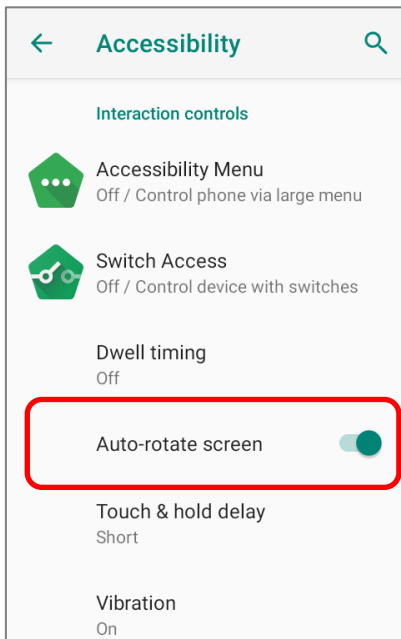 Accessibility
Interaction controls
Accessibility Menu
Off / Control phone via large menu
Switch Access
Off / Control device with switches
Dwell timing
Off
Auto-rotate screen
Touch & hold delay
Short
Vibration
On